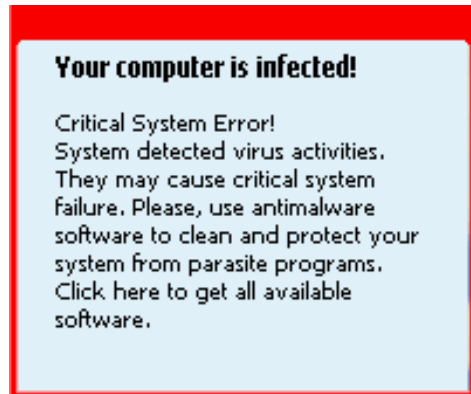 Your computer is infected!
Critical System Error!
System detected virus activities.
They may cause critical system
failure. Please, use antimalware
software to clean and protect your
system from parasite programs.
Click here to get all available
software.